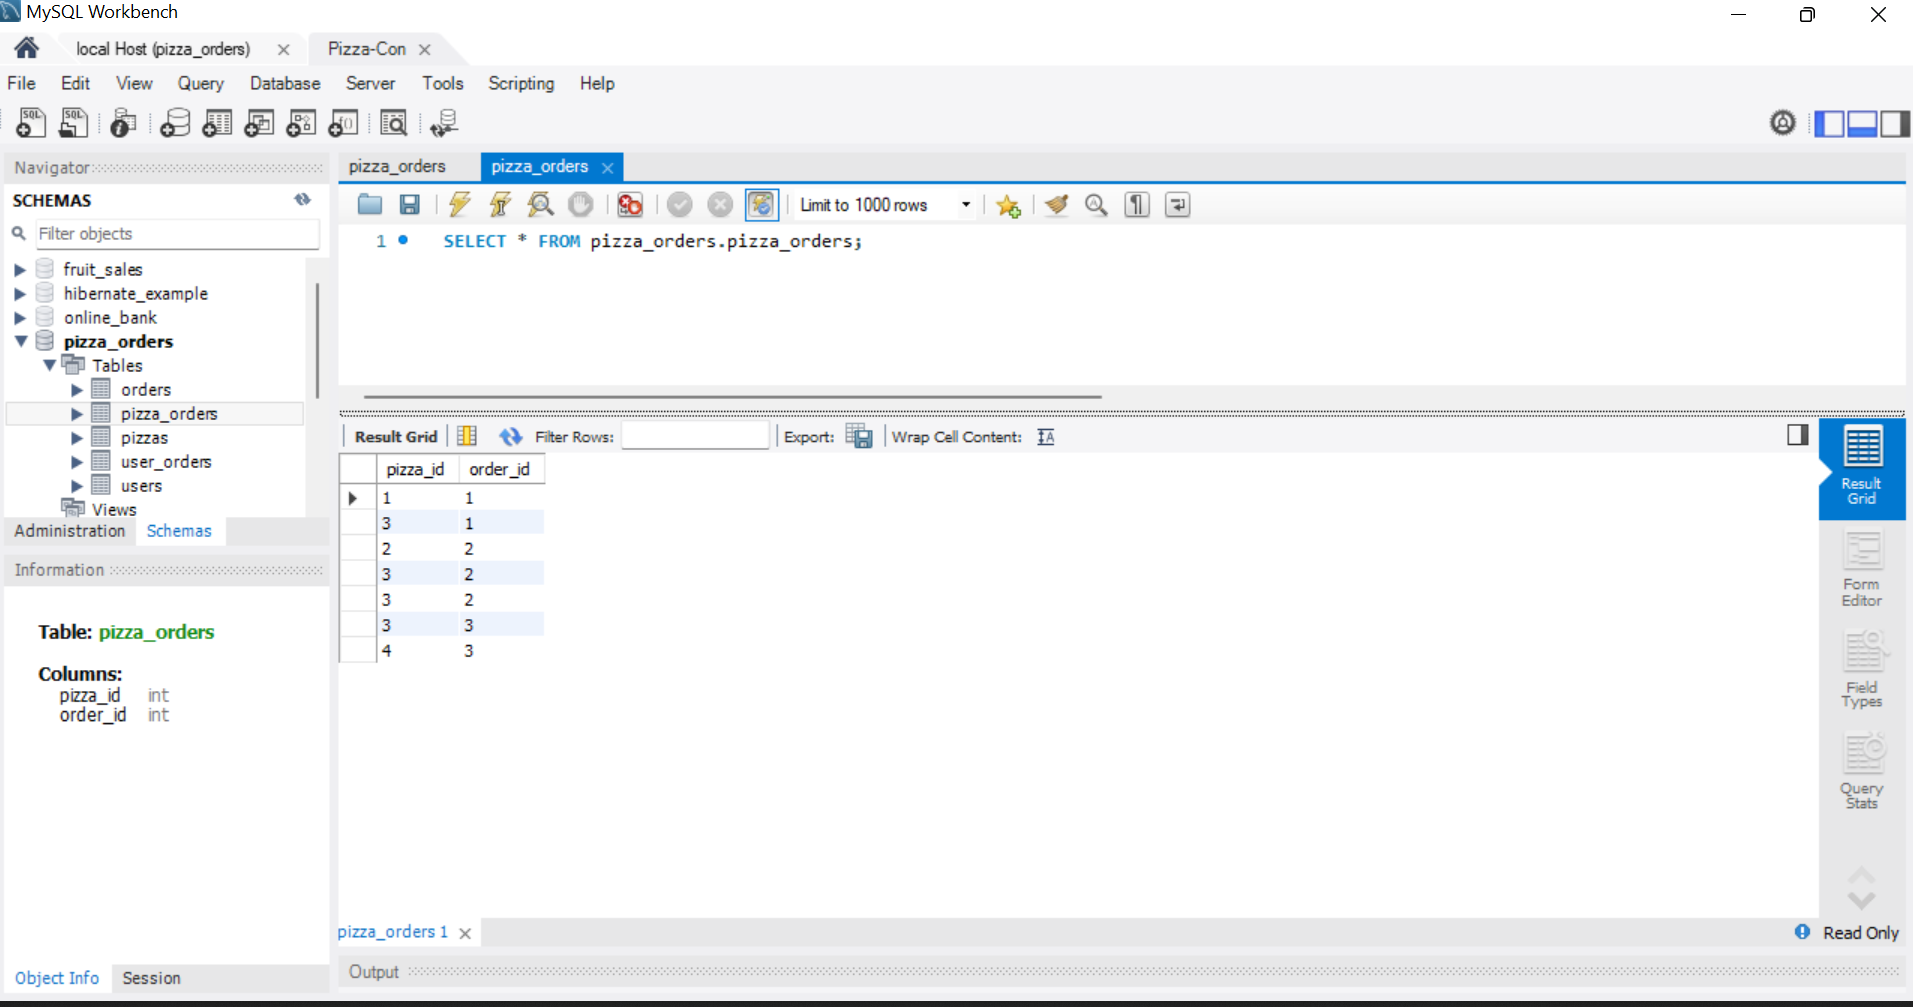 MySQL Workbench
local Host (pizza_orders)
Pizza-Con
File Edit View Query Database Server Tools Scripting Help
Navigator
SCHEMAS
Filter objects
fruit_sales
hibernate_example
online_bank
pizza_orders
Tables
orders
pizza_orders
pizzas
user_orders
users
Views
Administration Schemas
Information
Table: pizza_orders
Columns:
pizza_id int
order_id int
Object Info Session
pizza_orders pizza_orders
Limit to 1000 rows
1 SELECT * FROM pizza_orders.pizza_orders;
Result Grid Filter Rows: Export: Wrap Cell Content:
pizza_id order_id
1 1
3 1
2 2
3 2
3 2
3 3
4 3
Result
Grid
Form
Editor
Field
Types
Query
Stats
pizza_orders 1
Read Only
Output